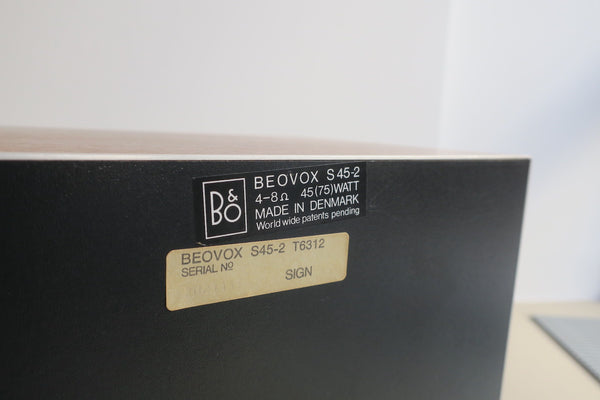 B&O
BEOVOX S 45-2
4–8Ω 45(75)WATT
MADE IN DENMARK
World wide patents pending
BEOVOX S45-2 T6312
SERIAL Nº
SIGN